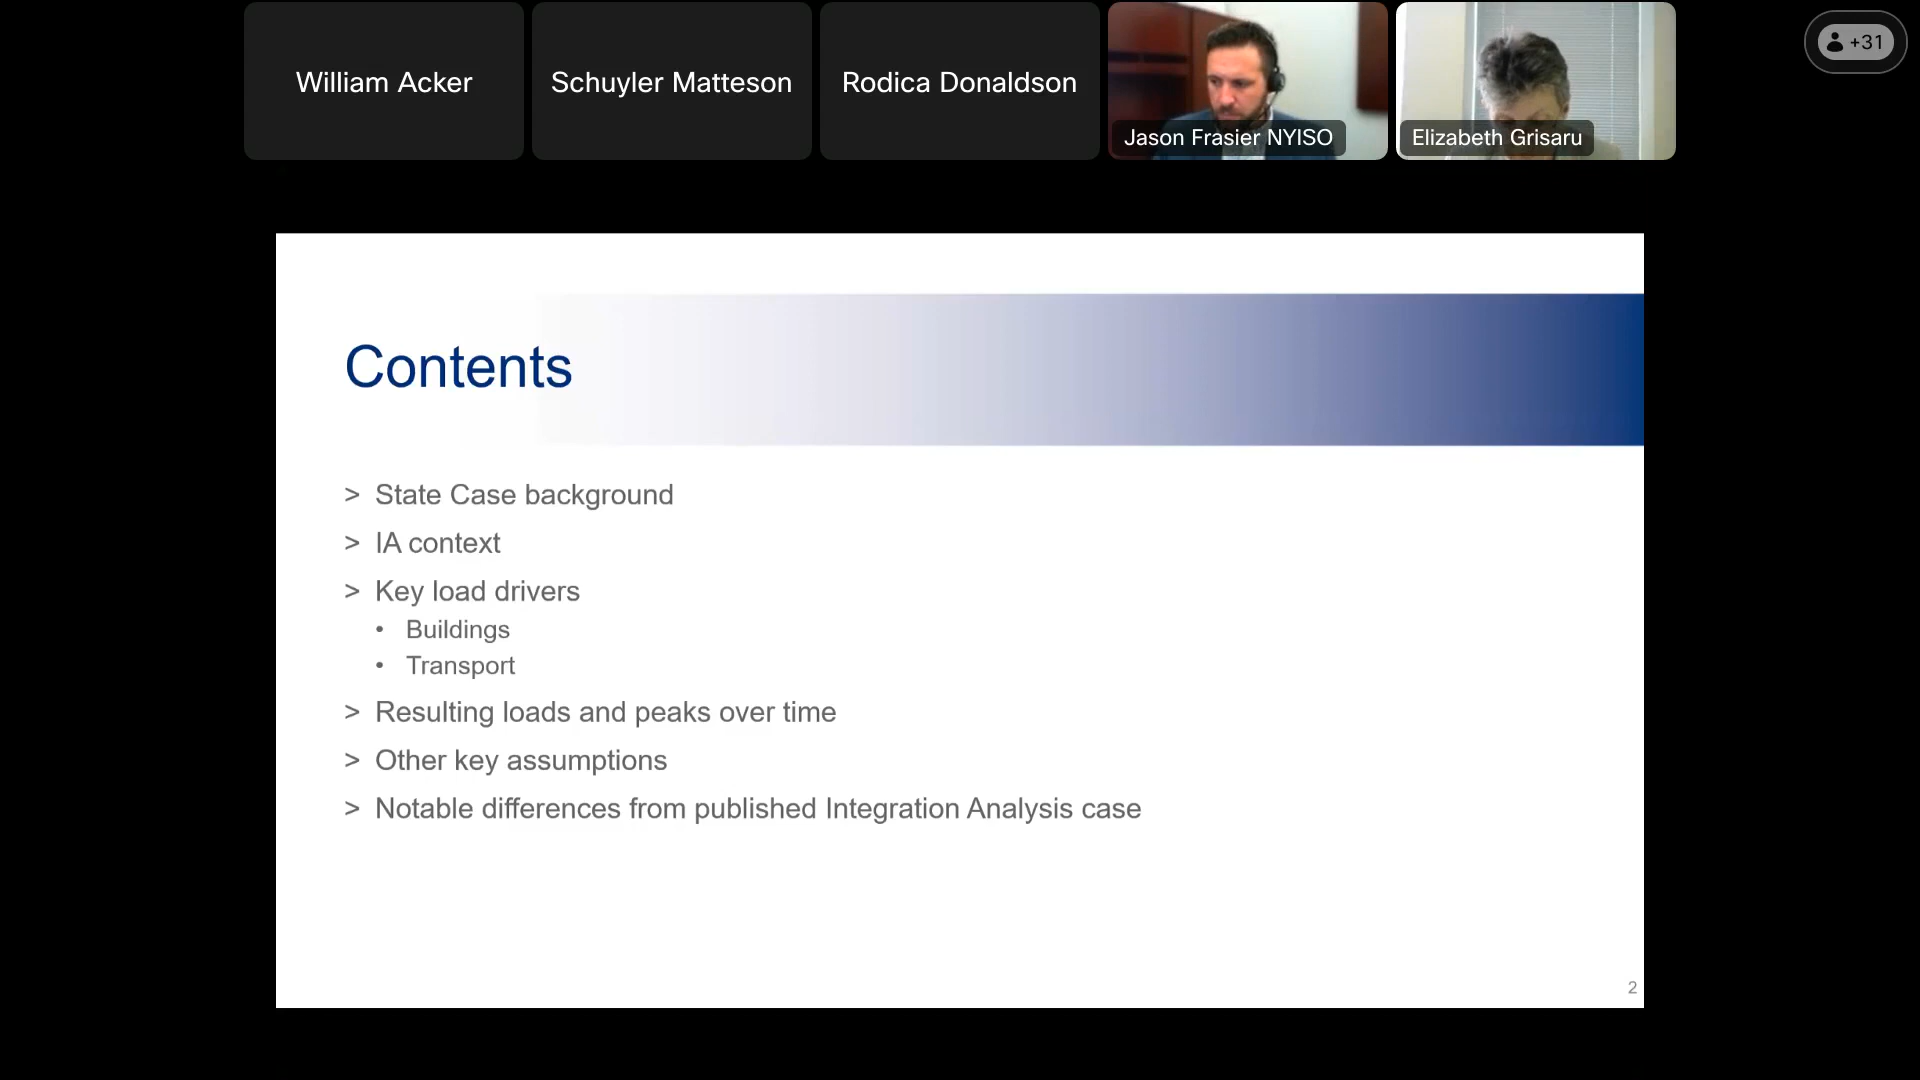 William Acker
Schuyler Matteson
Rodica Donaldson
Jason Frasier NYISO
Elizabeth Grisaru
+31
Contents
> State Case background
> IA context
> Key load drivers
• Buildings
• Transport
> Resulting loads and peaks over time
> Other key assumptions
> Notable differences from published Integration Analysis case
2